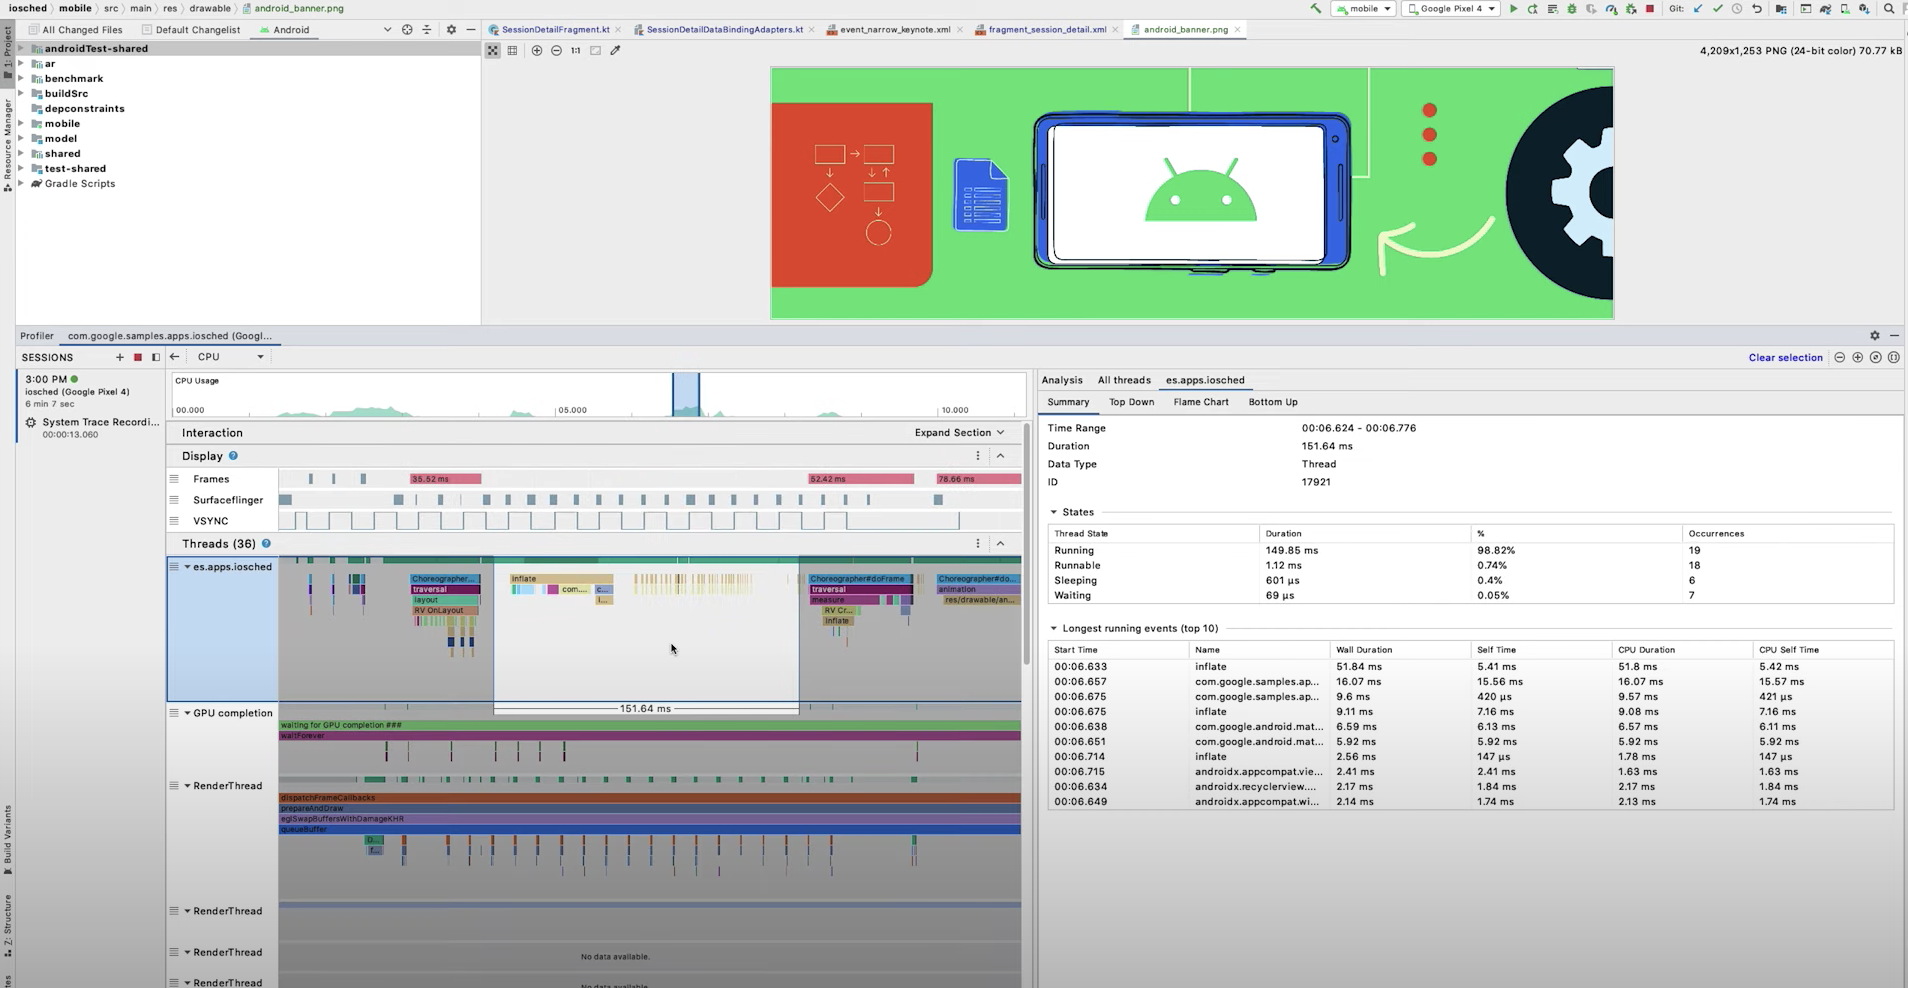 iosched mobile src main res drawable android_banner.png
mobile Google Pixel 4 Git:
All Changed Files Default Changelist Android
SessionDetailFragment.kt SessionDetailDataBindingAdapters.kt event_narrow_keynote.xml fragment_session_detail.xml android_banner.png
1:1
4,209x1,253 PNG (24-bit color) 70.77 kB
1: Project
Resource Manager
androidTest-shared
ar
benchmark
buildSrc
depconstraints
mobile
model
shared
test-shared
Gradle Scripts
Profiler com.google.samples.apps.iosched (Googl...
SESSIONS CPU
Clear selection
3:00 PM
iosched (Google Pixel 4)
6 min 7 sec
System Trace Recordi...
00:00:13.060
CPU Usage
00.000 05.000 10.000
Interaction Expand Section
Display
Frames 35.52 ms 52.42 ms 78.66 ms
Surfaceflinger
VSYNC
Threads (36)
es.apps.iosched
Choreographer... inflate Choreographer#doFrame Choreographer#do...
traversal com.... c... traversal animation
layout i... measure res/drawable/an...
RV OnLayout RV Cr...
inflate
151.64 ms
GPU completion
waiting for GPU completion ###
waitForever
RenderThread
dispatchFrameCallbacks
prepareAndDraw
eglSwapBuffersWithDamageKHR
queueBuffer
RenderThread
RenderThread
No data available.
RenderThread
No data available.
Analysis All threads es.apps.iosched
Summary Top Down Flame Chart Bottom Up
Time Range 00:06.624 - 00:06.776
Duration 151.64 ms
Data Type Thread
ID 17921
States
Thread State Duration % Occurrences
Running 149.85 ms 98.82% 19
Runnable 1.12 ms 0.74% 18
Sleeping 601 µs 0.4% 6
Waiting 69 µs 0.05% 7
Longest running events (top 10)
Start Time Name Wall Duration Self Time CPU Duration CPU Self Time
00:06.633 inflate 51.84 ms 5.41 ms 51.8 ms 5.42 ms
00:06.657 com.google.samples.ap... 16.07 ms 15.56 ms 16.07 ms 15.57 ms
00:06.675 com.google.samples.ap... 9.6 ms 420 µs 9.57 ms 421 µs
00:06.675 inflate 9.11 ms 7.16 ms 9.08 ms 7.16 ms
00:06.638 com.google.android.mat... 6.59 ms 6.13 ms 6.57 ms 6.11 ms
00:06.651 com.google.android.mat... 5.92 ms 5.92 ms 5.92 ms 5.92 ms
00:06.714 inflate 2.56 ms 147 µs 1.78 ms 147 µs
00:06.715 androidx.appcompat.vie... 2.41 ms 2.41 ms 1.63 ms 1.63 ms
00:06.634 androidx.recyclerview.... 2.17 ms 1.84 ms 2.17 ms 1.84 ms
00:06.649 androidx.appcompat.wi... 2.14 ms 1.74 ms 2.13 ms 1.74 ms
Build Variants
Z: Structure